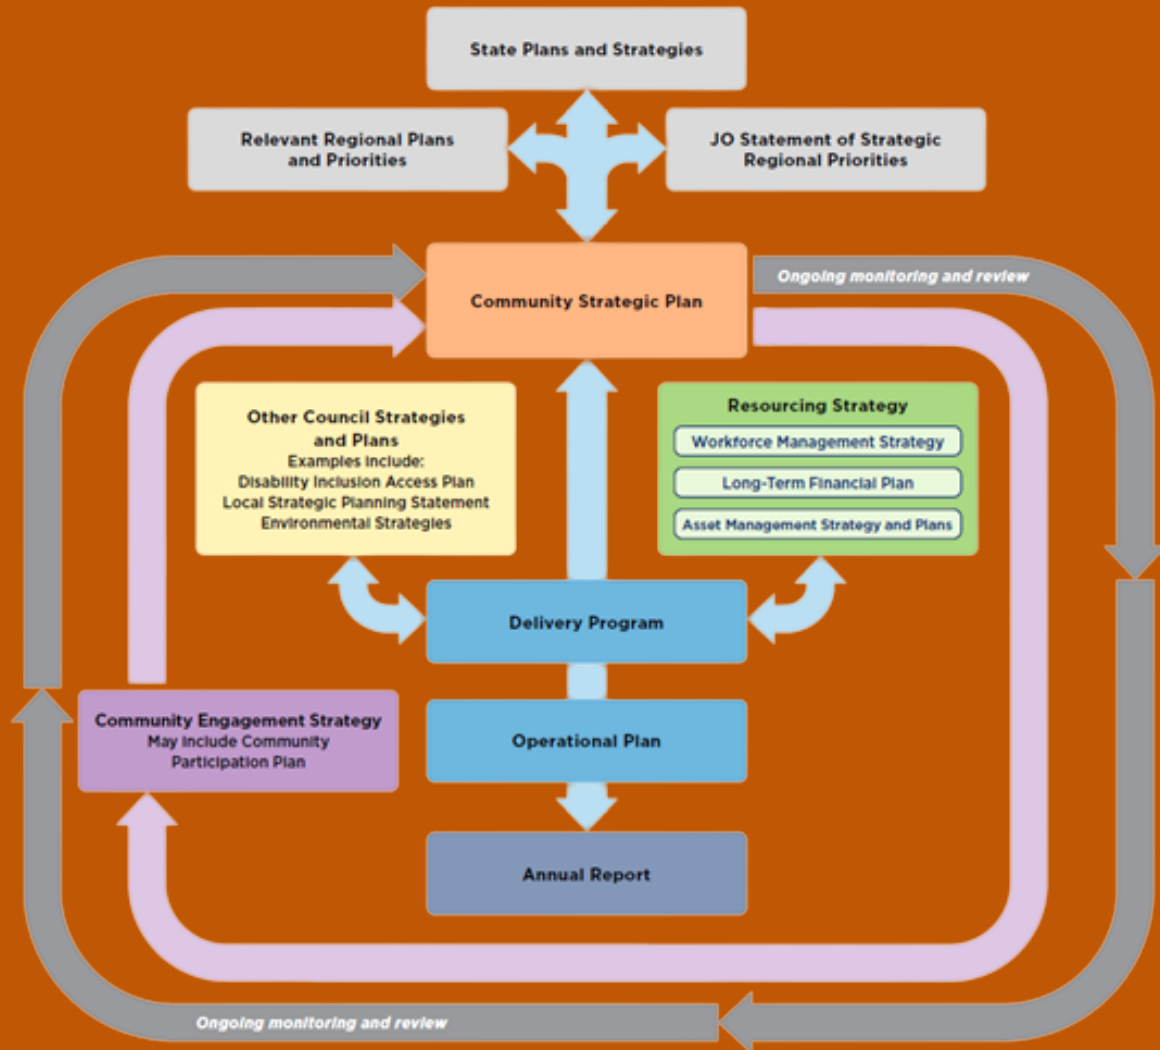 State Plans and Strategies
Relevant Regional Plans
and Priorities
JO Statement of Strategic
Regional Priorities
Community Strategic Plan
Ongoing monitoring and review
Other Council Strategies
and Plans
Examples include:
Disability Inclusion Access Plan
Local Strategic Planning Statement
Environmental Strategies
Resourcing Strategy
Workforce Management Strategy
Long-Term Financial Plan
Asset Management Strategy and Plans
Delivery Program
Community Engagement Strategy
May include Community
Participation Plan
Operational Plan
Annual Report
Ongoing monitoring and review